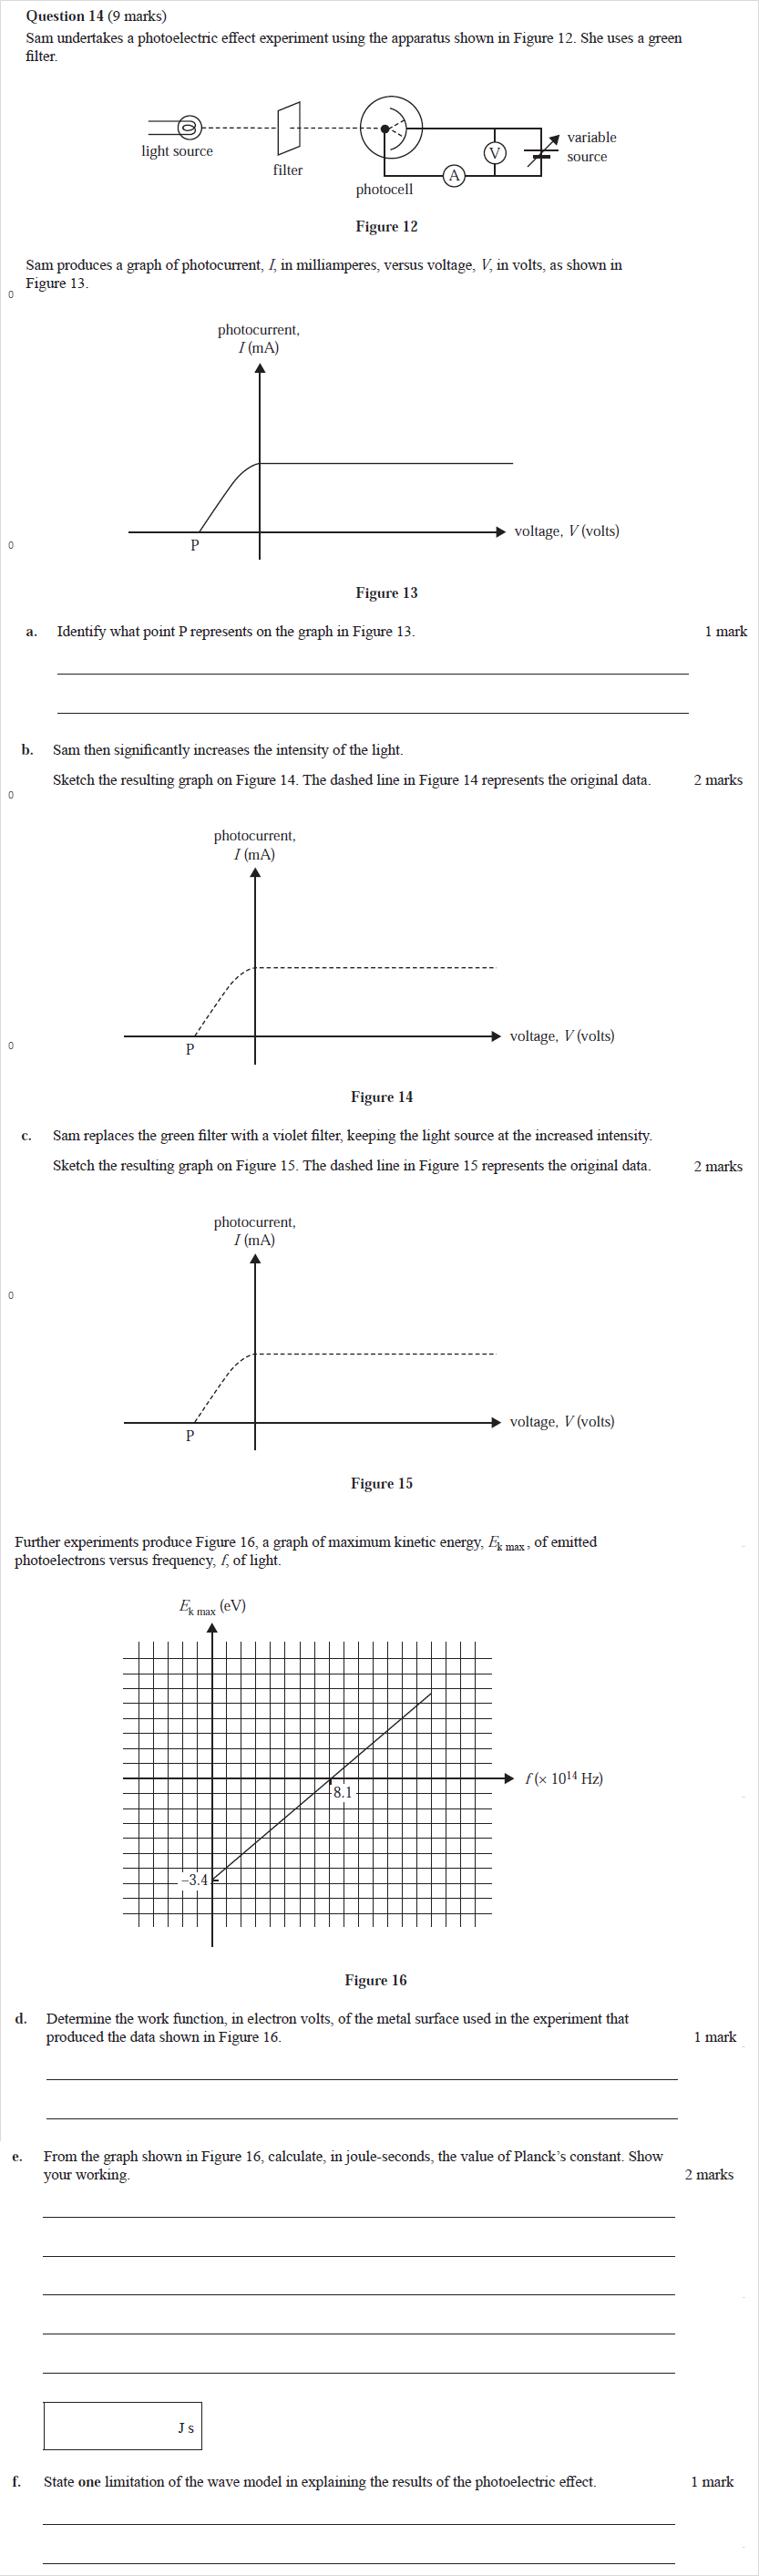 Question 14 (9 marks)
Sam undertakes a photoelectric effect experiment using the apparatus shown in Figure 12. She uses a green
filter.
light source
filter
photocell
V
A
variable
source
Figure 12
Sam produces a graph of photocurrent, I, in milliamperes, versus voltage, V, in volts, as shown in
Figure 13.
0
photocurrent,
I (mA)
voltage, V (volts)
P
0
Figure 13
a. Identify what point P represents on the graph in Figure 13. 1 mark
b. Sam then significantly increases the intensity of the light.
Sketch the resulting graph on Figure 14. The dashed line in Figure 14 represents the original data. 2 marks
0
photocurrent,
I (mA)
voltage, V (volts)
P
0
Figure 14
c. Sam replaces the green filter with a violet filter, keeping the light source at the increased intensity.
Sketch the resulting graph on Figure 15. The dashed line in Figure 15 represents the original data. 2 marks
photocurrent,
I (mA)
0
voltage, V (volts)
P
Figure 15
Further experiments produce Figure 16, a graph of maximum kinetic energy, Ek max, of emitted
photoelectrons versus frequency, f, of light.
Ek max (eV)
f (× 10¹⁴ Hz)
8.1
–3.4
Figure 16
d. Determine the work function, in electron volts, of the metal surface used in the experiment that
produced the data shown in Figure 16. 1 mark
e. From the graph shown in Figure 16, calculate, in joule-seconds, the value of Planck's constant. Show
your working. 2 marks
J s
f. State one limitation of the wave model in explaining the results of the photoelectric effect. 1 mark